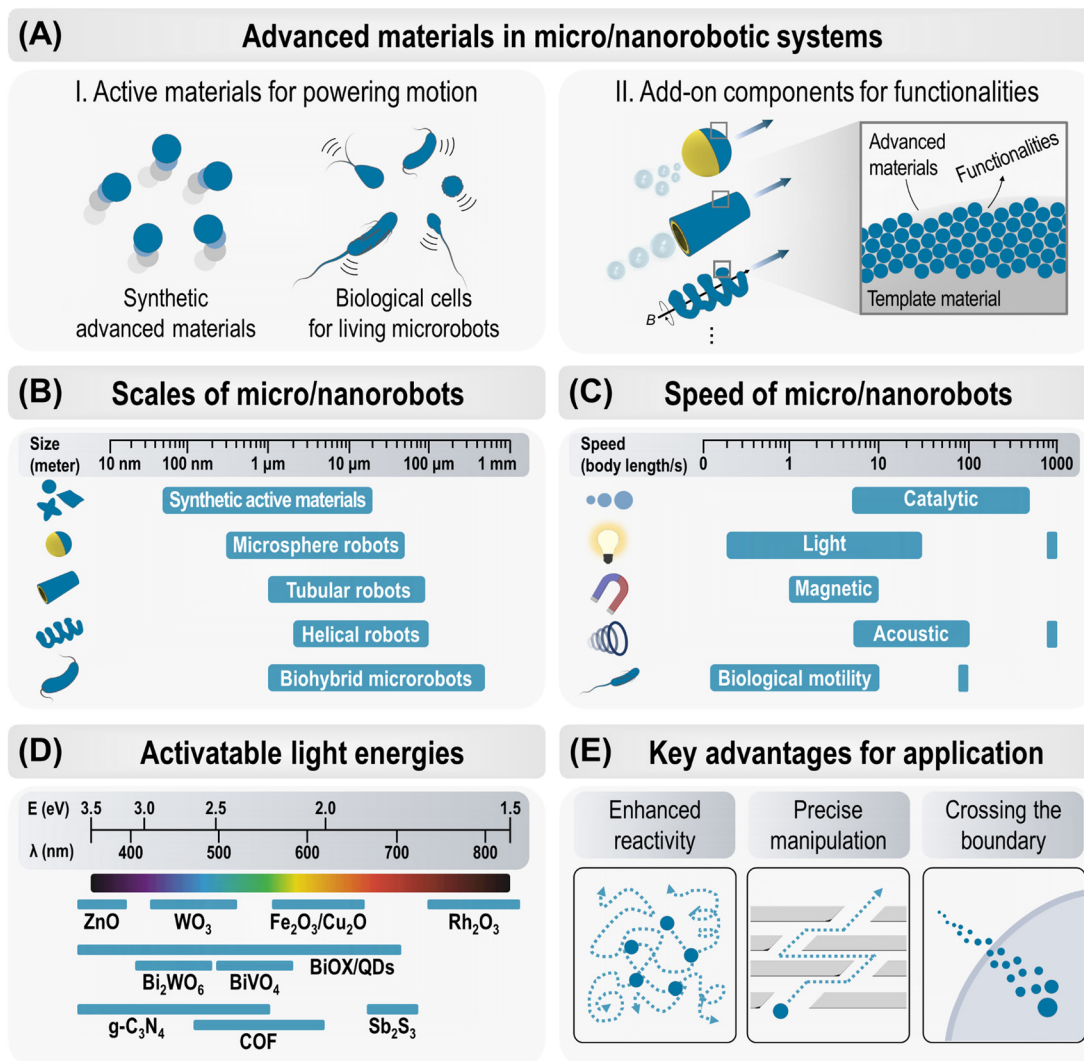 (A) Advanced materials in micro/nanorobotic systems
I. Active materials for powering motion
Synthetic
advanced materials
Biological cells
for living microrobots
II. Add-on components for functionalities
B
⋮
Advanced
materials
Functionalities
Template material
(B) Scales of micro/nanorobots
Size
(meter)
10 nm 100 nm 1 µm 10 µm 100 µm 1 mm
Synthetic active materials
Microsphere robots
Tubular robots
Helical robots
Biohybrid microrobots
(C) Speed of micro/nanorobots
Speed
(body length/s)
0 1 10 100 1000
Catalytic
Light
Magnetic
Acoustic
Biological motility
(D) Activatable light energies
E (eV) 3.5 3.0 2.5 2.0 1.5
λ (nm) 400 500 600 700 800
ZnO WO₃ Fe₂O₃/Cu₂O Rh₂O₃
BiOX/QDs
Bi₂WO₆ BiVO₄
g-C₃N₄ COF Sb₂S₃
(E) Key advantages for application
Enhanced
reactivity
Precise
manipulation
Crossing the
boundary